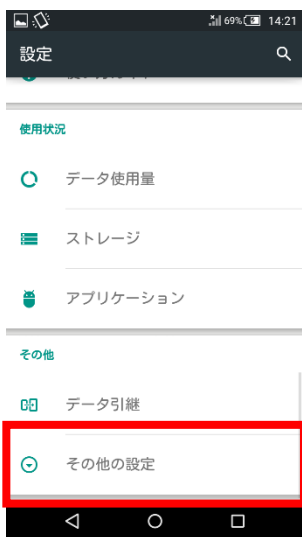 69% 14:21
設定
使用状況
データ使用量
ストレージ
アプリケーション
その他
データ引継
その他の設定